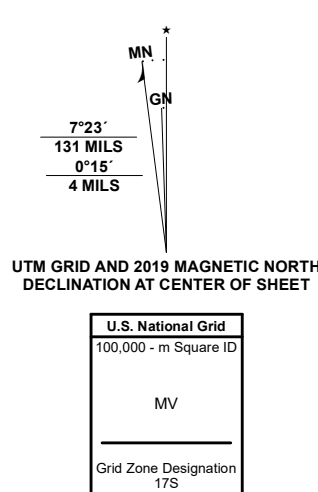 MN
GN
7°23´
131 MILS
0°15´
4 MILS
UTM GRID AND 2019 MAGNETIC NORTH
DECLINATION AT CENTER OF SHEET
U.S. National Grid
100,000 - m Square ID
MV
Grid Zone Designation
17S